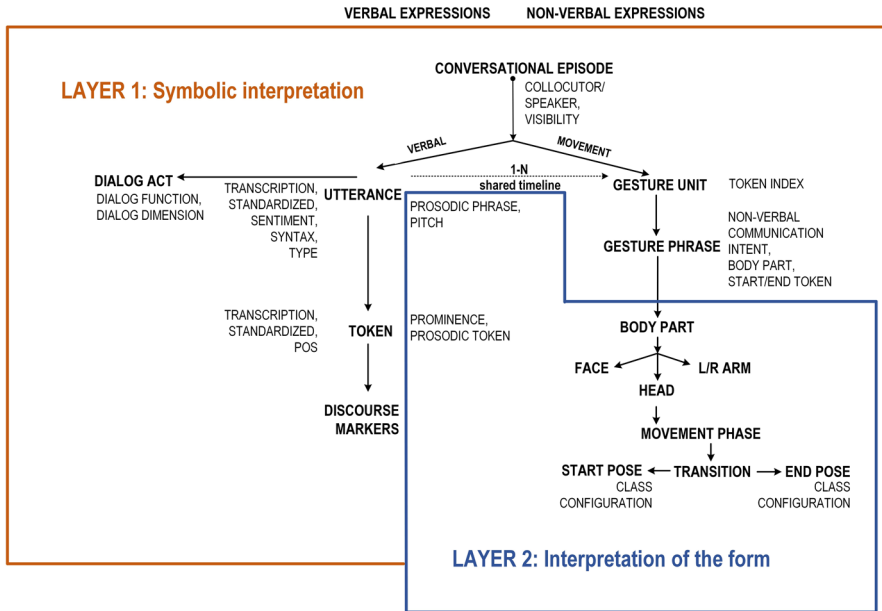 VERBAL EXPRESSIONS
NON-VERBAL EXPRESSIONS
LAYER 1: Symbolic interpretation
CONVERSATIONAL EPISODE
COLLOCUTOR/
SPEAKER,
VISIBILITY
VERBAL
MOVEMENT
DIALOG ACT
DIALOG FUNCTION,
DIALOG DIMENSION
TRANSCRIPTION,
STANDARDIZED,
SENTIMENT,
SYNTAX,
TYPE
UTTERANCE
1-N
shared timeline
PROSODIC PHRASE,
PITCH
GESTURE UNIT
TOKEN INDEX
GESTURE PHRASE
NON-VERBAL
COMMUNICATION
INTENT,
BODY PART,
START/END TOKEN
TRANSCRIPTION,
STANDARDIZED,
POS
TOKEN
PROMINENCE,
PROSODIC TOKEN
BODY PART
FACE
L/R ARM
HEAD
DISCOURSE
MARKERS
MOVEMENT PHASE
START POSE
TRANSITION
END POSE
CLASS
CONFIGURATION
CLASS
CONFIGURATION
LAYER 2: Interpretation of the form